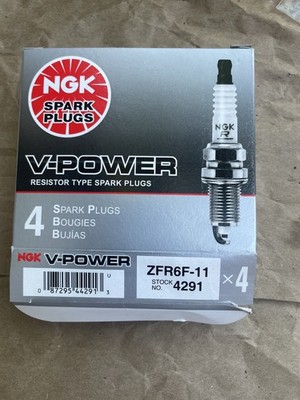 NGK
SPARK
PLUGS
NGK
R
V-POWER
RESISTOR TYPE SPARK PLUGS
4
SPARK PLUGS
BOUGIES
BUJÍAS
NGK V-POWER
ZFR6F-11
STOCK NO. 4291
×4
U
0 87295 44291 3